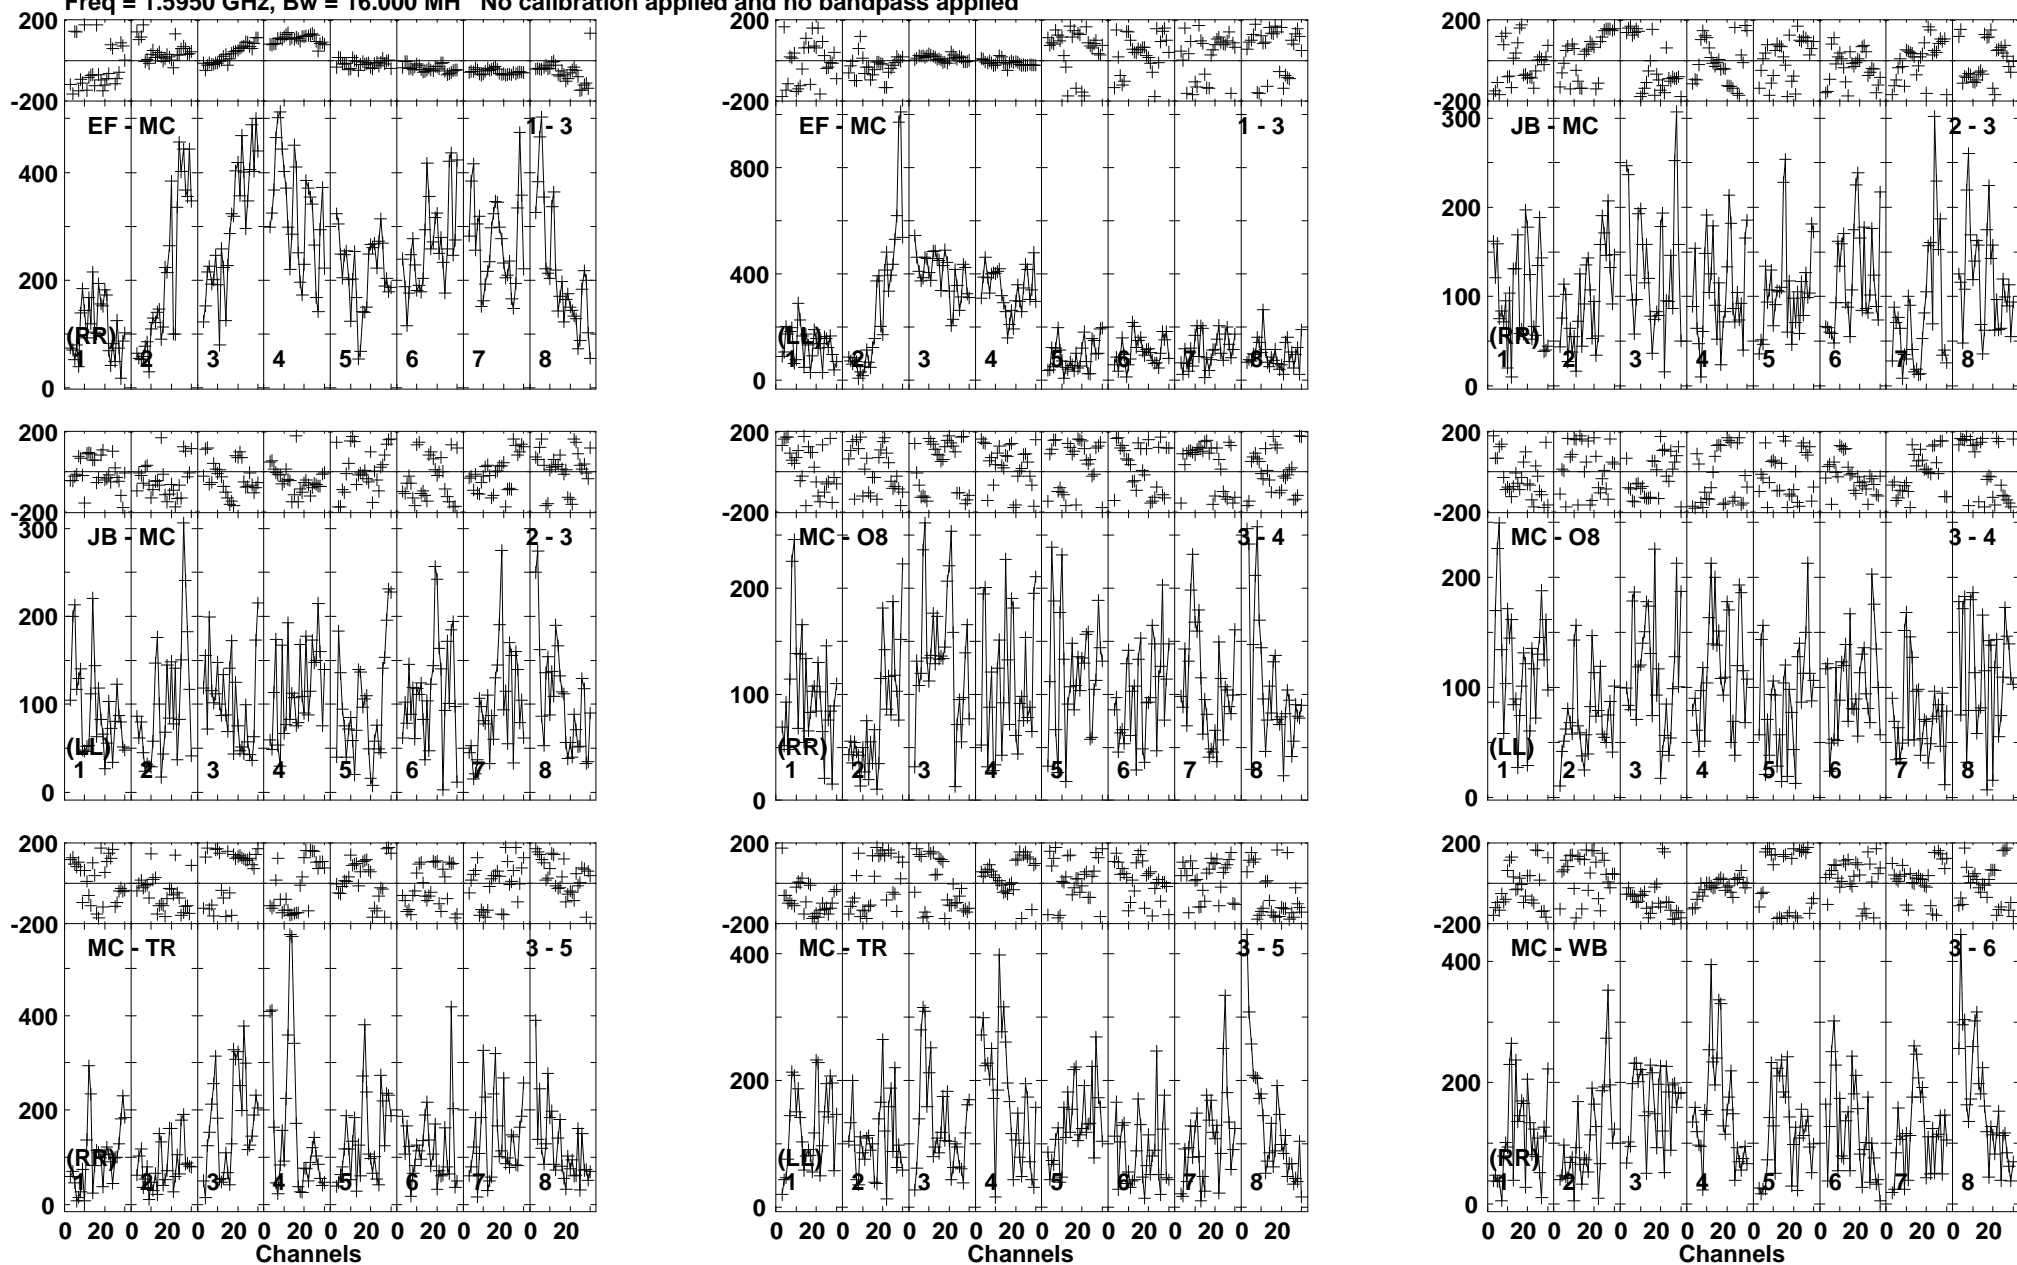 Freq = 1.5950 GHz, Bw = 16.000 MH No calibration applied and no bandpass applied
200 200 200
-200 -200 -200
EF - MC 1 - 3 EF - MC 1 - 3 JB - MC 2 - 3
400 800 300
200 400 200
0 0 100
0
(RR) (LL) (RR)
1 2 3 4 5 6 7 8 1 2 3 4 5 6 7 8 1 2 3 4 5 6 7 8
200 200 200
-200 -200 -200
JB - MC 2 - 3 MC - O8 3 - 4 MC - O8 3 - 4
300
200 200 200
100 100 100
0 0 0
(LL) (RR) (LL)
1 2 3 4 5 6 7 8 1 2 3 4 5 6 7 8 1 2 3 4 5 6 7 8
200 200 200
-200 -200 -200
MC - TR 3 - 5 MC - TR 3 - 5 MC - WB 3 - 6
400 400 400
200 200 200
0 0 0
(RR) (LL) (RR)
1 2 3 4 5 6 7 8 1 2 3 4 5 6 7 8 1 2 3 4 5 6 7 8
0 20 0 20 0 20 0 20 0 20 0 20 0 20 0 20 0 20 0 20 0 20 0 20 0 20 0 20 0 20 0 20 0 20 0 20 0 20 0 20 0 20 0 20 0 20 0 20
Channels Channels Channels